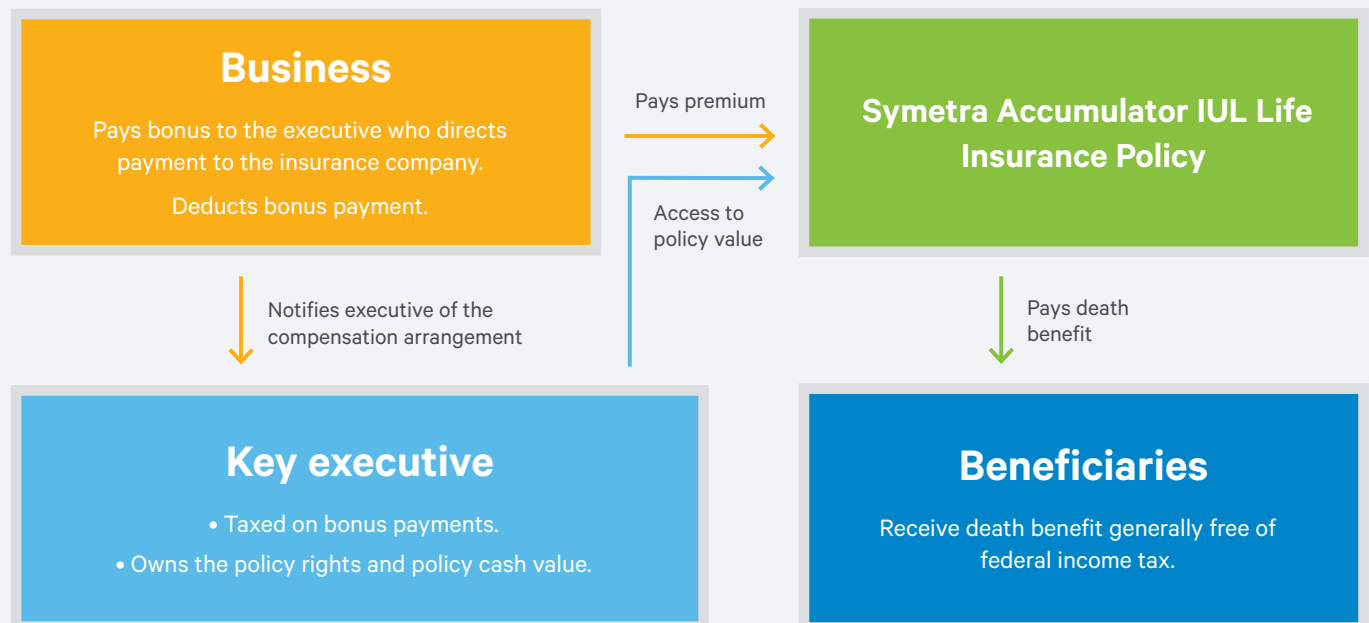 Business
Pays bonus to the executive who directs
payment to the insurance company.
Deducts bonus payment.
Pays premium
Access to
policy value
Symetra Accumulator IUL Life
Insurance Policy
Notifies executive of the
compensation arrangement
Pays death
benefit
Key executive
• Taxed on bonus payments.
• Owns the policy rights and policy cash value.
Beneficiaries
Receive death benefit generally free of
federal income tax.